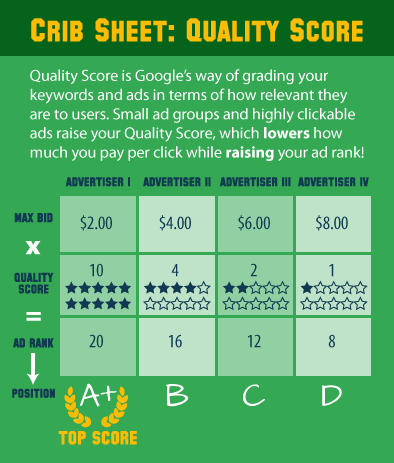 CRIB SHEET: QUALITY SCORE
Quality Score is Google's way of grading your
keywords and ads in terms of how relevant they
are to users. Small ad groups and highly clickable
ads raise your Quality Score, which lowers how
much you pay per click while raising your ad rank!
ADVERTISER I ADVERTISER II ADVERTISER III ADVERTISER IV
MAX BID $2.00 $4.00 $6.00 $8.00
X
QUALITY SCORE 10 4 2 1
=
AD RANK 20 16 12 8
POSITION A+ B C D
TOP SCORE